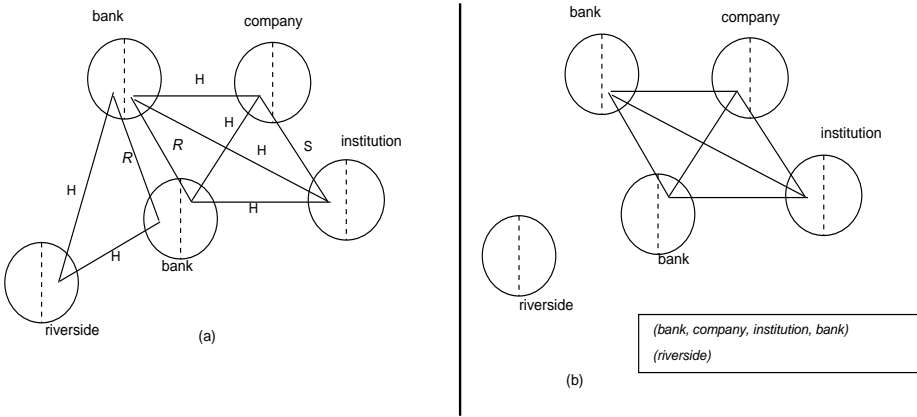 bank
company
H
H
S
institution
R
R
H
H
H
H
bank
riverside
(a)
bank
company
institution
bank
riverside
(bank, company, institution, bank)
(riverside)
(b)